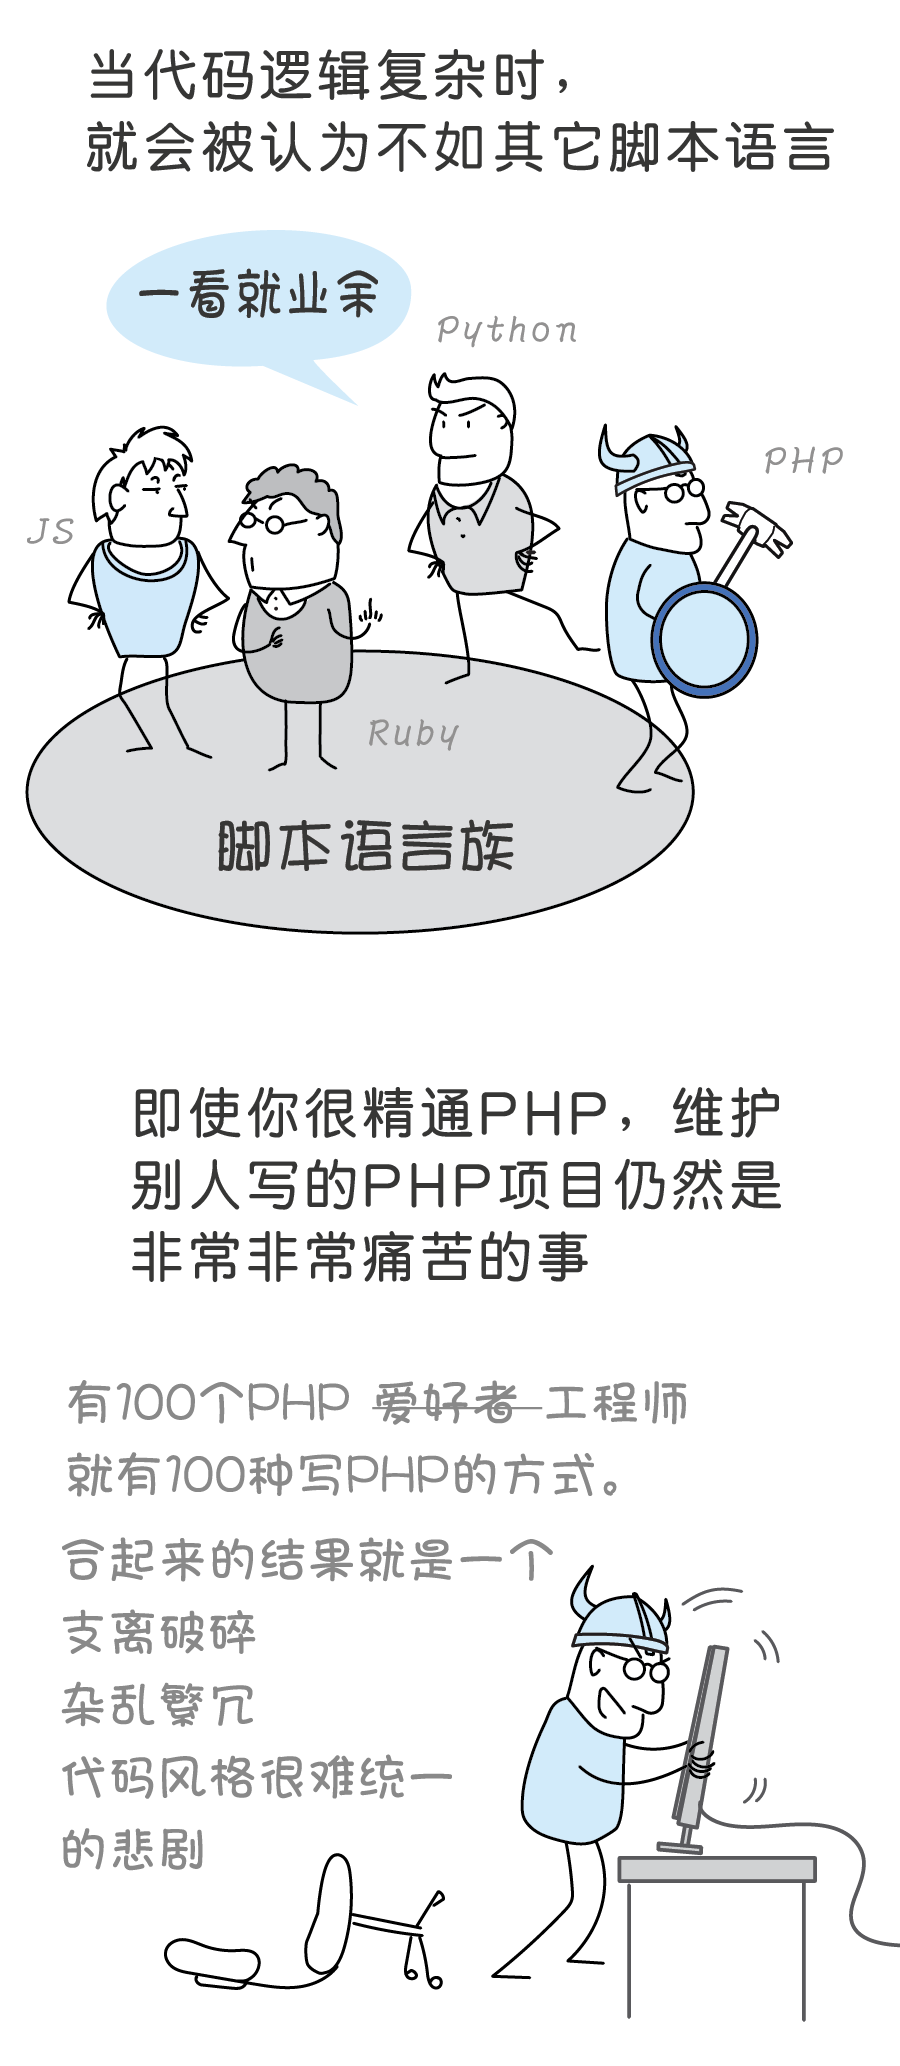 当代码逻辑复杂时，
就会被认为不如其它脚本语言
一看就业余
Python
PHP
JS
Ruby
脚本语言族
即使你很精通PHP，维护
别人写的PHP项目仍然是
非常非常痛苦的事
有100个PHP 爱好者 工程师
就有100种写PHP的方式。
合起来的结果就是一个
支离破碎
杂乱繁冗
代码风格很难统一
的悲剧